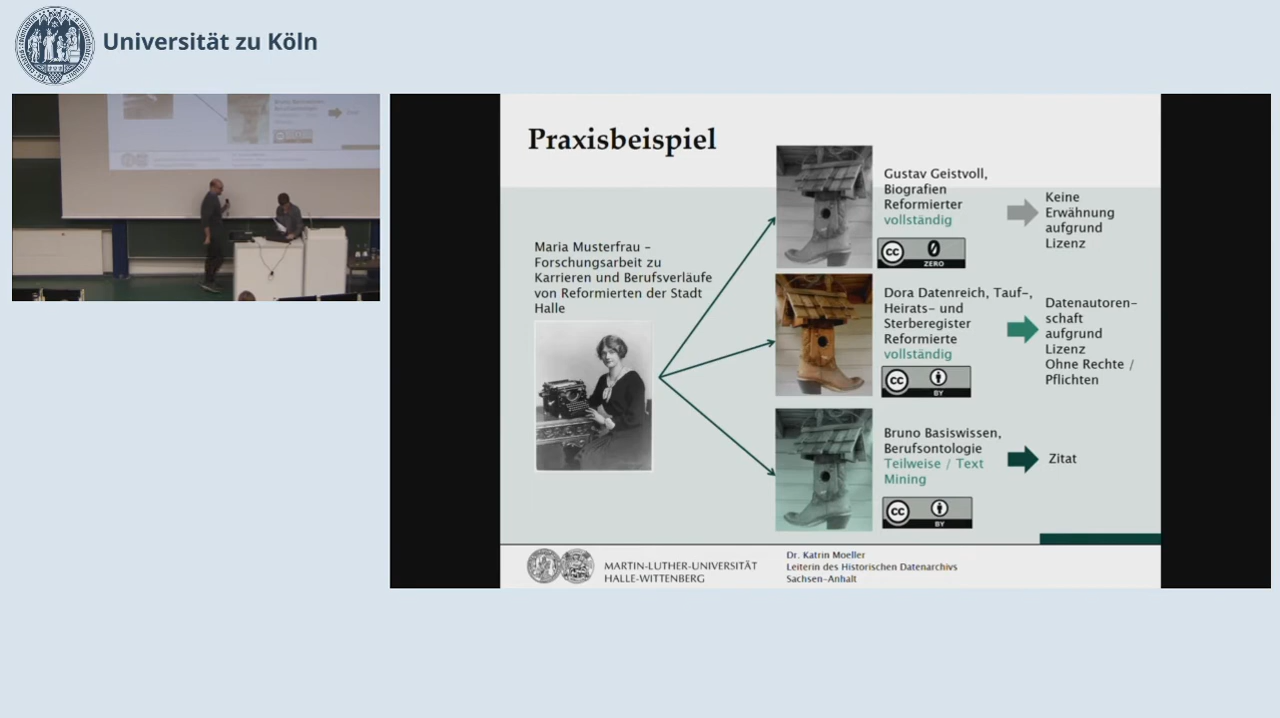 Universität zu Köln
Praxisbeispiel
Maria Musterfrau –
Forschungsarbeit zu
Karrieren und Berufsverläufe
von Reformierten der Stadt
Halle
Gustav Geistvoll,
Biografien
Reformierter
vollständig
cc 0
ZERO
Keine
Erwähnung
aufgrund
Lizenz
Dora Datenreich, Tauf-,
Heirats- und
Sterberegister
Reformierte
vollständig
cc
BY
Datenautoren-
schaft
aufgrund
Lizenz
Ohne Rechte /
Pflichten
Bruno Basiswissen,
Berufsontologie
Teilweise / Text
Mining
cc
BY
Zitat
MARTIN-LUTHER-UNIVERSITÄT
HALLE-WITTENBERG
Dr. Katrin Moeller
Leiterin des Historischen Datenarchivs
Sachsen-Anhalt